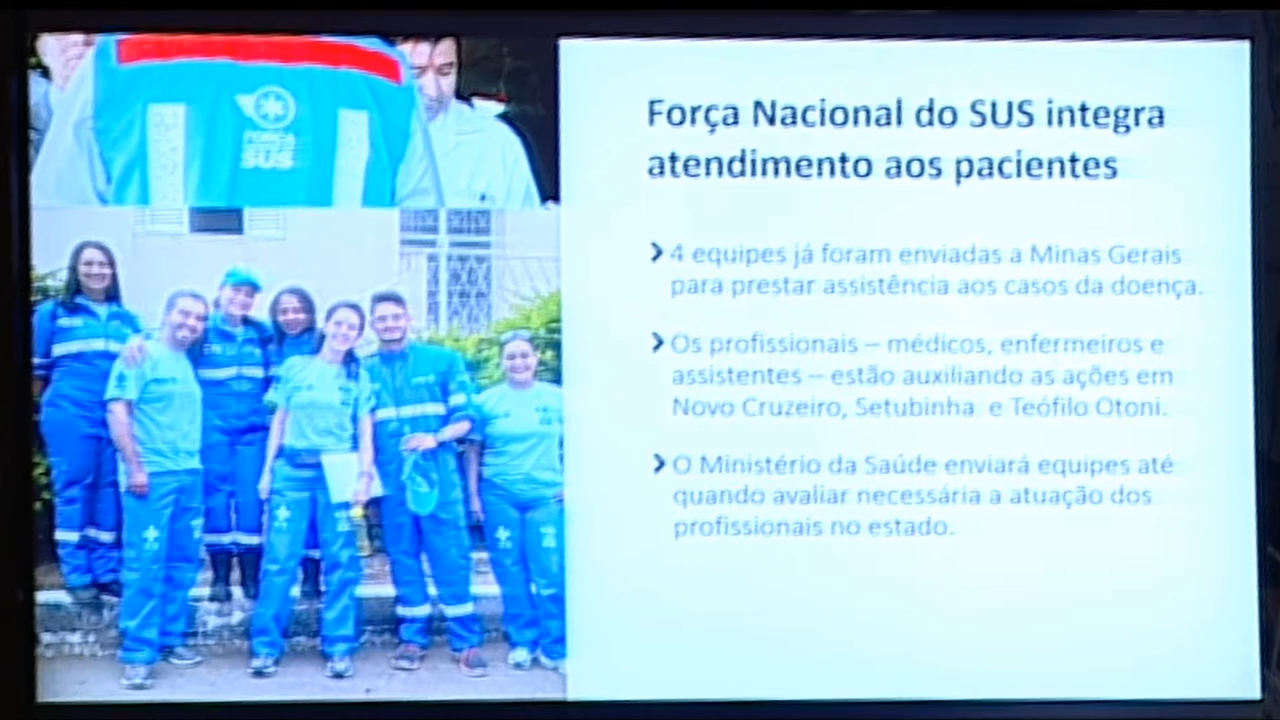 FORÇA
SUS
Força Nacional do SUS integra
atendimento aos pacientes
4 equipes já foram enviadas a Minas Gerais
para prestar assistência aos casos da doença.
Os profissionais – médicos, enfermeiros e
assistentes – estão auxiliando as ações em
Novo Cruzeiro, Setubinha e Teófilo Otoni.
O Ministério da Saúde enviará equipes até
quando avaliar necessária a atuação dos
profissionais no estado.